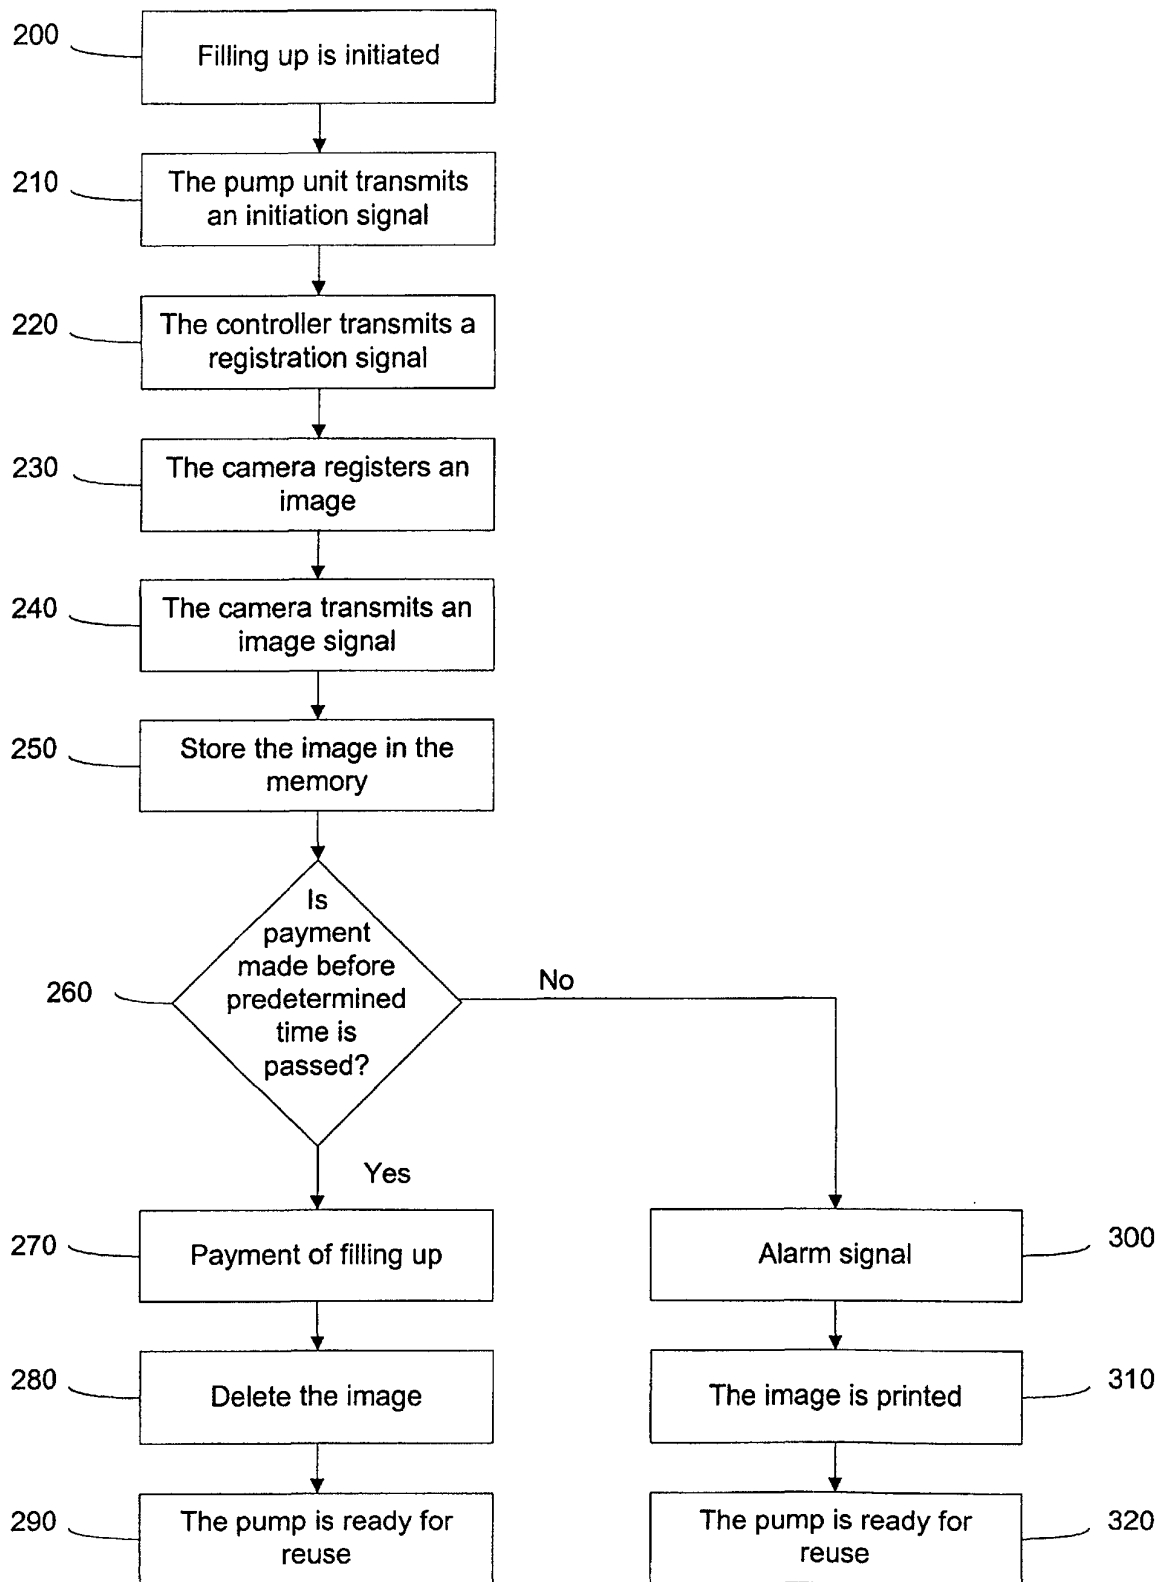 200
Filling up is initiated
210
The pump unit transmits
an initiation signal
220
The controller transmits a
registration signal
230
The camera registers an
image
240
The camera transmits an
image signal
250
Store the image in the
memory
260
Is
payment
made before
predetermined
time is
passed?
No
Yes
270
Payment of filling up
Alarm signal
300
280
Delete the image
The image is printed
310
290
The pump is ready for
reuse
The pump is ready for
reuse
320